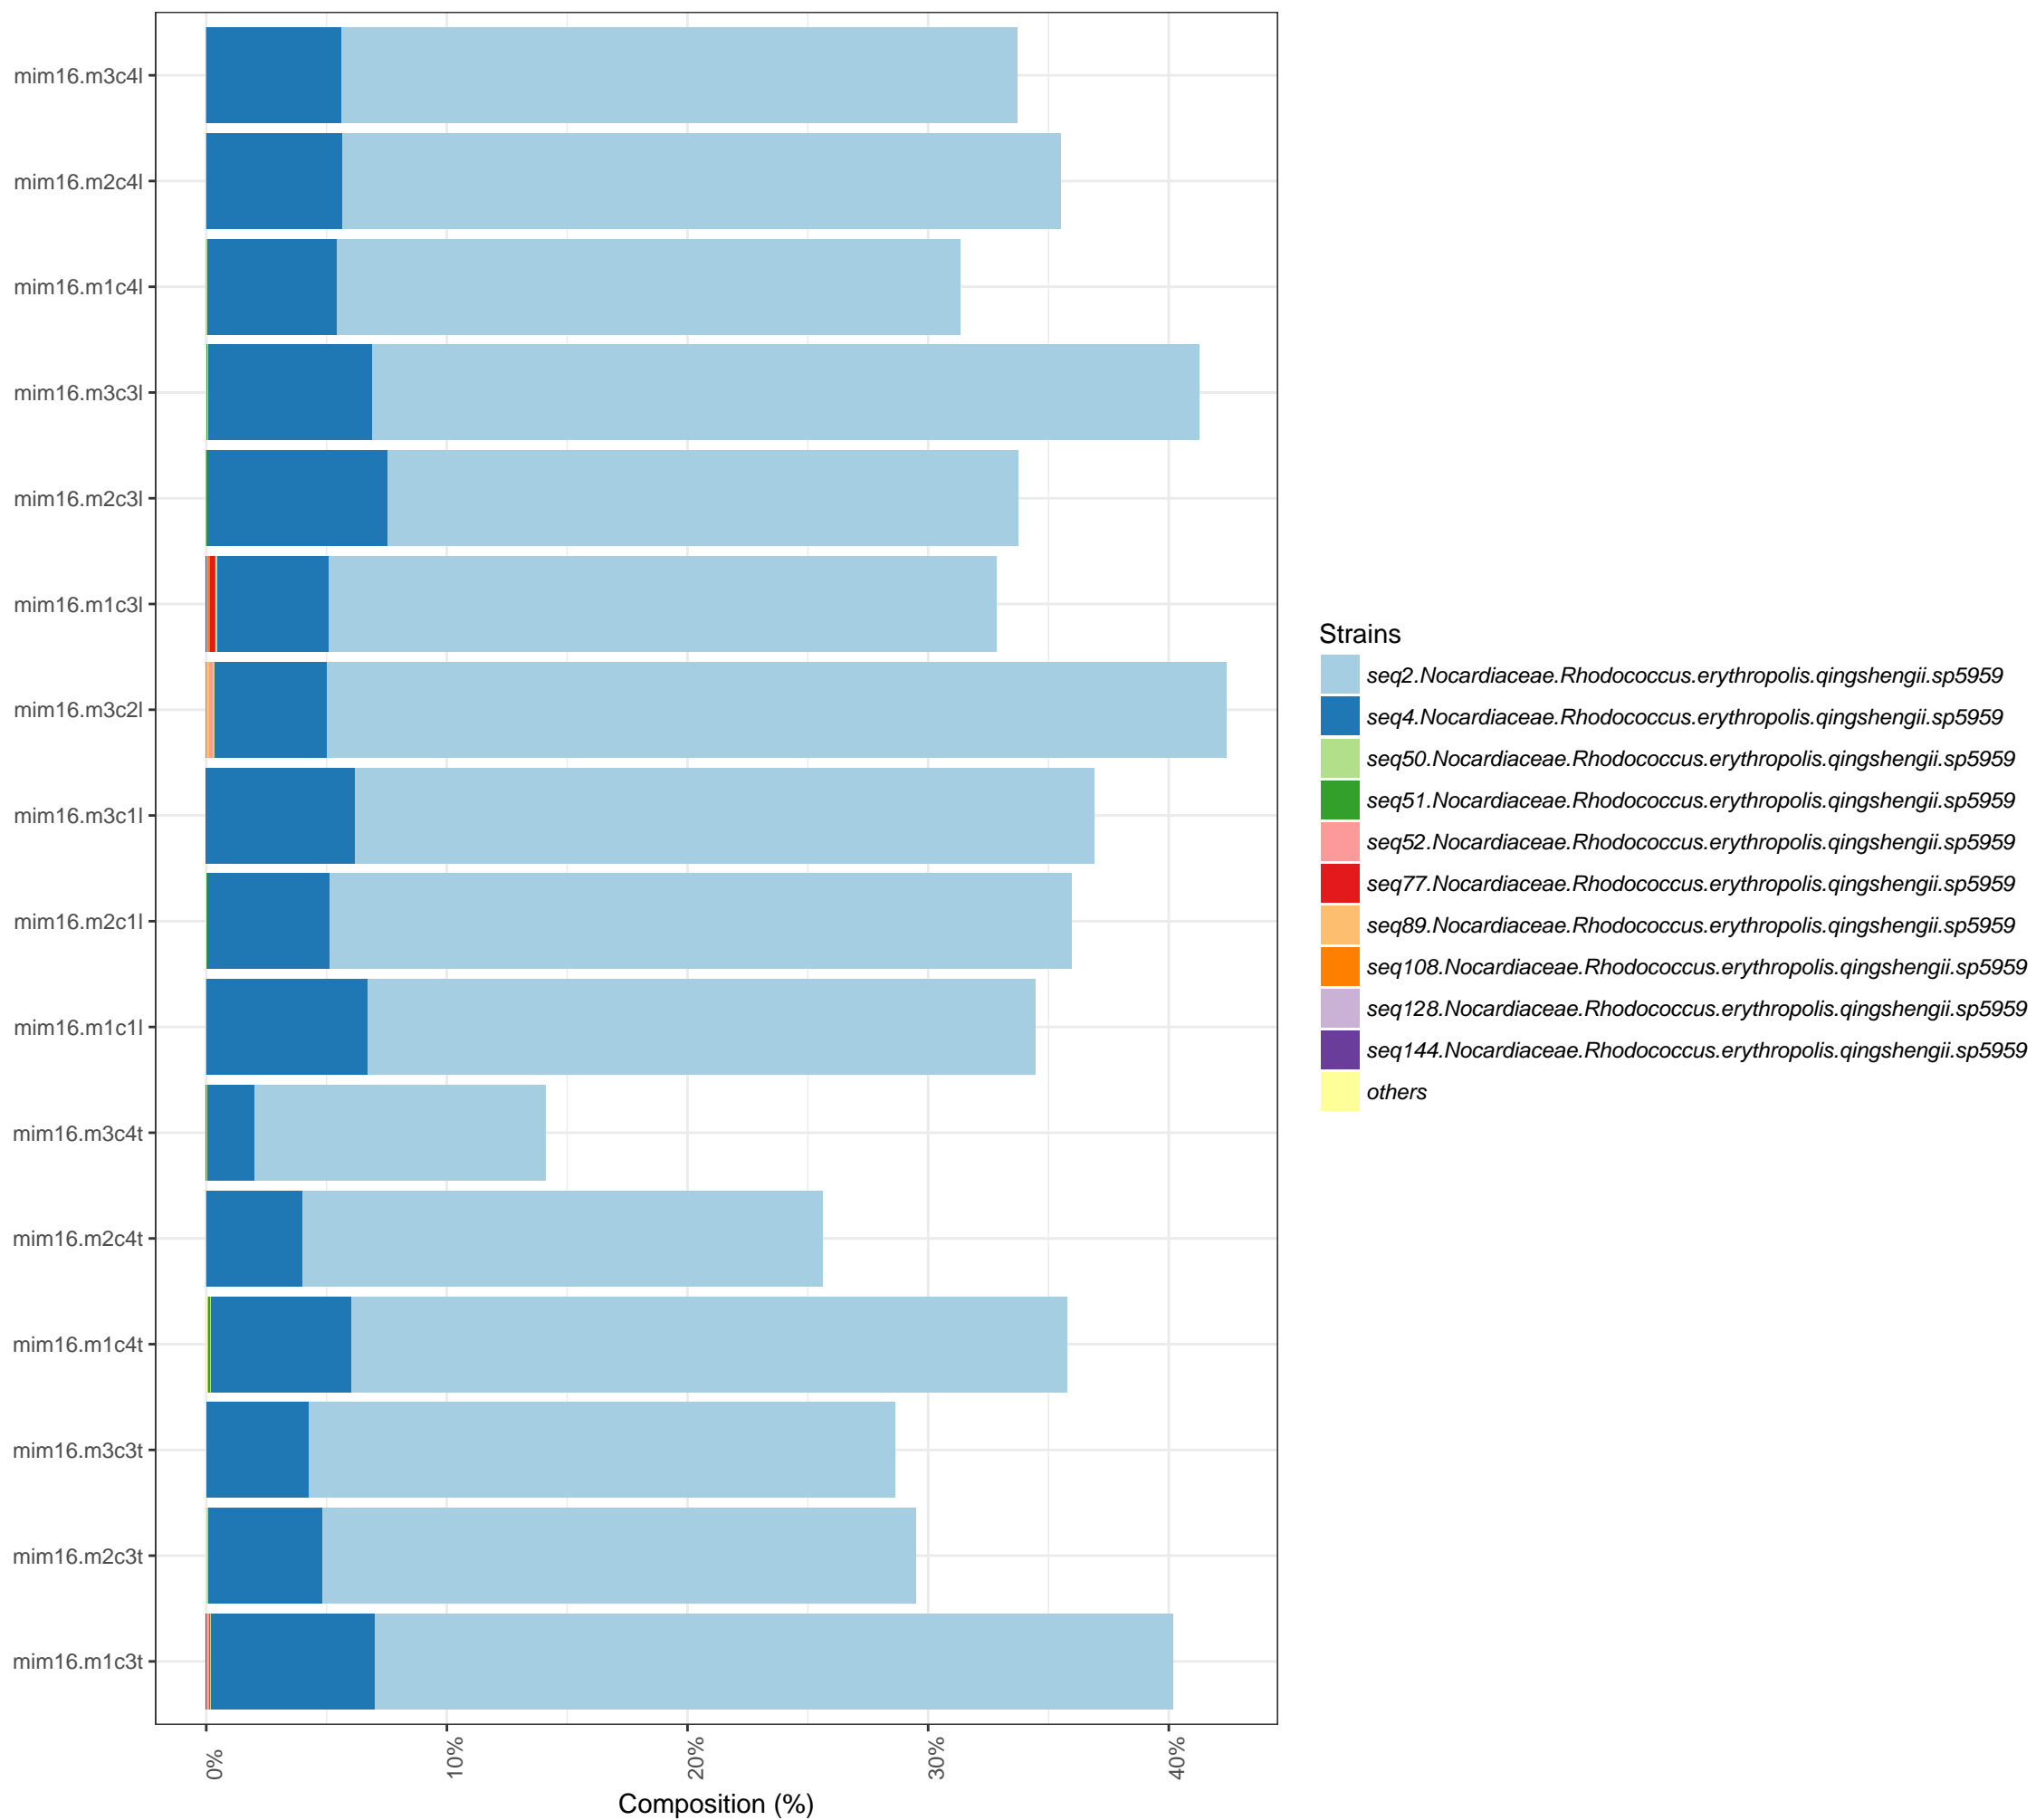 mim16.m3c4l
mim16.m2c4l
mim16.m1c4l
mim16.m3c3l
mim16.m2c3l
mim16.m1c3l
mim16.m3c2l
mim16.m3c1l
mim16.m2c1l
mim16.m1c1l
mim16.m3c4t
mim16.m2c4t
mim16.m1c4t
mim16.m3c3t
mim16.m2c3t
mim16.m1c3t
0%
10%
20%
30%
40%
Composition (%)
Strains
seq2.Nocardiaceae.Rhodococcus.erythropolis.qingshengii.sp5959
seq4.Nocardiaceae.Rhodococcus.erythropolis.qingshengii.sp5959
seq50.Nocardiaceae.Rhodococcus.erythropolis.qingshengii.sp5959
seq51.Nocardiaceae.Rhodococcus.erythropolis.qingshengii.sp5959
seq52.Nocardiaceae.Rhodococcus.erythropolis.qingshengii.sp5959
seq77.Nocardiaceae.Rhodococcus.erythropolis.qingshengii.sp5959
seq89.Nocardiaceae.Rhodococcus.erythropolis.qingshengii.sp5959
seq108.Nocardiaceae.Rhodococcus.erythropolis.qingshengii.sp5959
seq128.Nocardiaceae.Rhodococcus.erythropolis.qingshengii.sp5959
seq144.Nocardiaceae.Rhodococcus.erythropolis.qingshengii.sp5959
others